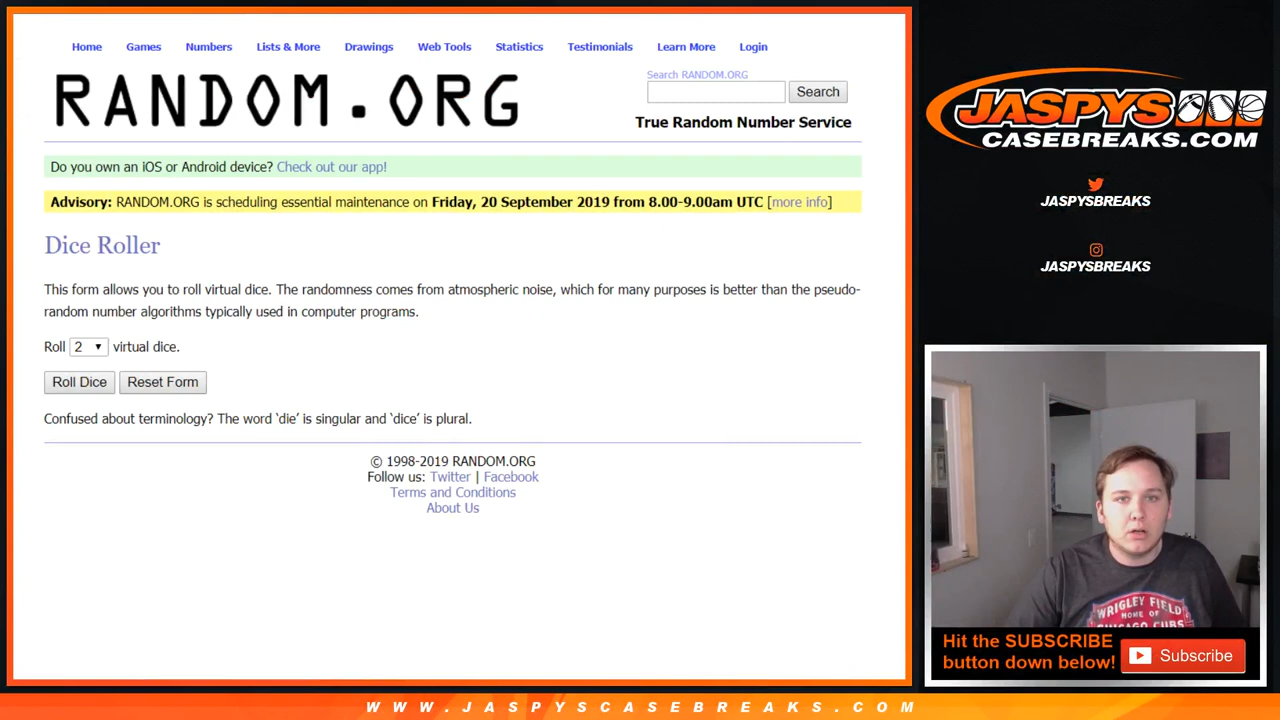 Home Games Numbers Lists & More Drawings Web Tools Statistics Testimonials Learn More Login
RANDOM.ORG
Search RANDOM.ORG
Search
True Random Number Service
Do you own an iOS or Android device? Check out our app!
Advisory: RANDOM.ORG is scheduling essential maintenance on Friday, 20 September 2019 from 8.00-9.00am UTC [more info]
Dice Roller
This form allows you to roll virtual dice. The randomness comes from atmospheric noise, which for many purposes is better than the pseudo-
random number algorithms typically used in computer programs.
Roll 2 virtual dice.
Roll Dice Reset Form
Confused about terminology? The word ‘die’ is singular and ‘dice’ is plural.
© 1998-2019 RANDOM.ORG
Follow us: Twitter | Facebook
Terms and Conditions
About Us
JASPYS
CASEBREAKS.COM
JASPYSBREAKS
JASPYSBREAKS
WRIGLEY FIELD
HOME OF
CHICAGO CUBS
Hit the SUBSCRIBE
button down below!
Subscribe
WWW.JASPYSCASEBREAKS.COM